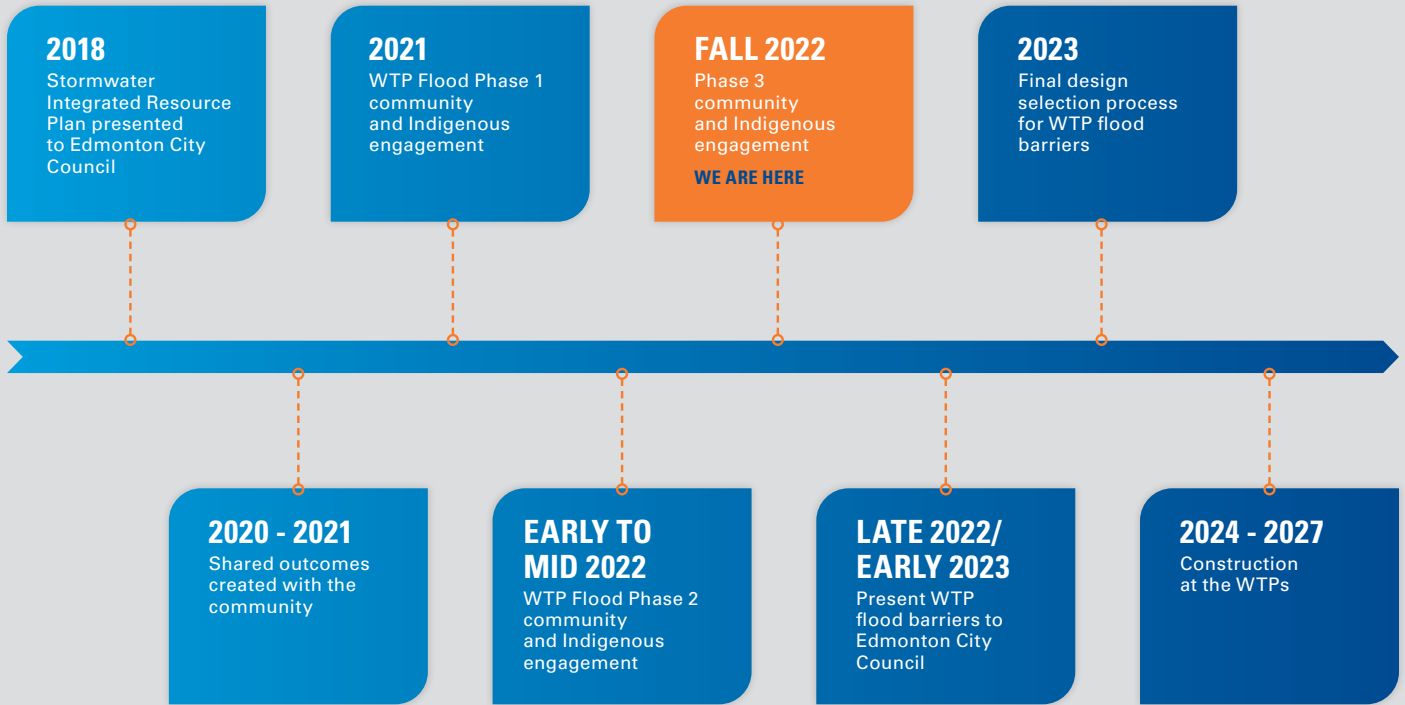 2018
Stormwater
Integrated Resource
Plan presented
to Edmonton City
Council
2021
WTP Flood Phase 1
community
and Indigenous
engagement
FALL 2022
Phase 3
community
and Indigenous
engagement
WE ARE HERE
2023
Final design
selection process
for WTP flood
barriers
2020 - 2021
Shared outcomes
created with the
community
EARLY TO
MID 2022
WTP Flood Phase 2
community
and Indigenous
engagement
LATE 2022/
EARLY 2023
Present WTP
flood barriers to
Edmonton City
Council
2024 - 2027
Construction
at the WTPs